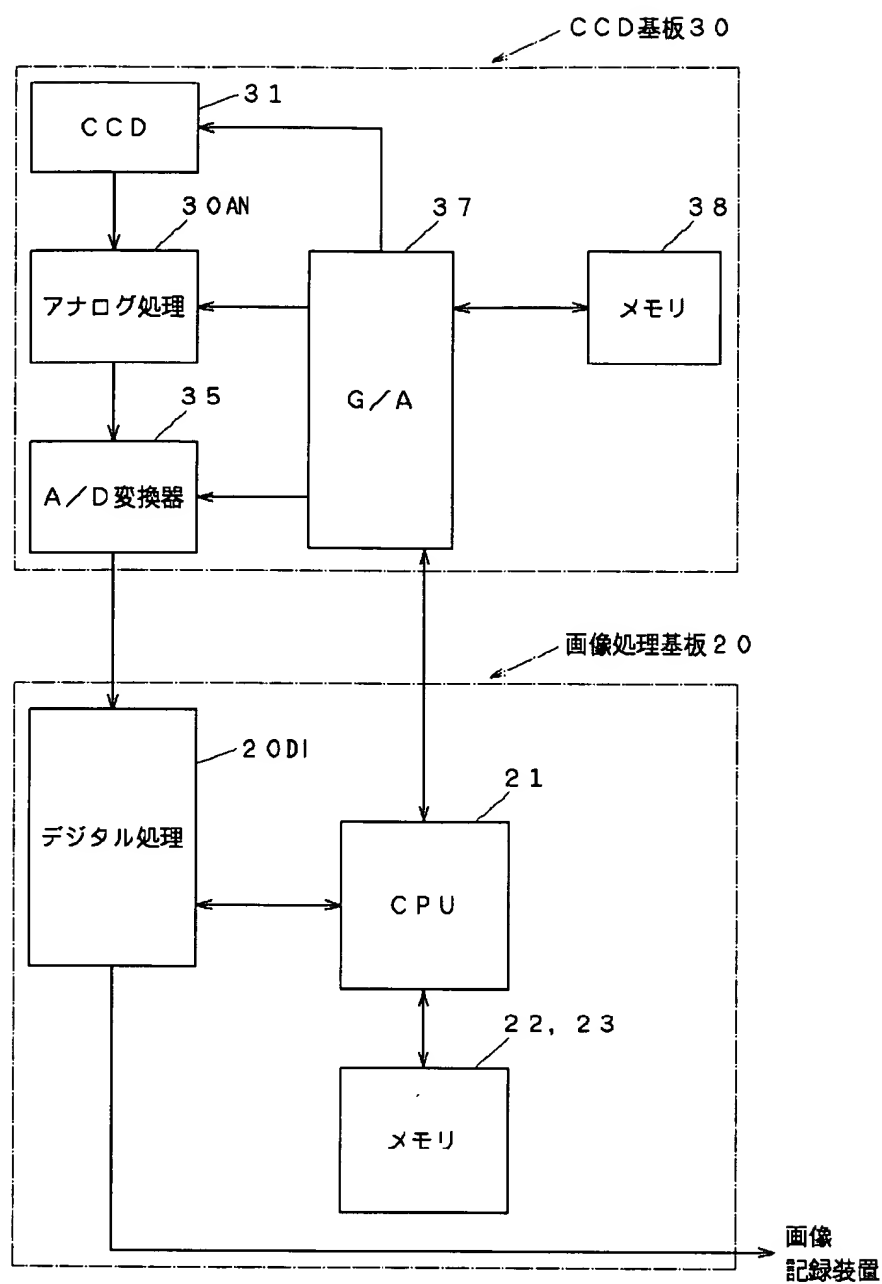 CCD基板30
31
CCD
30AN
37
38
アナログ処理
メモリ
35
G/A
A/D変換器
画像処理基板20
20DI
21
デジタル処理
CPU
22, 23
メモリ
画像
記録装置